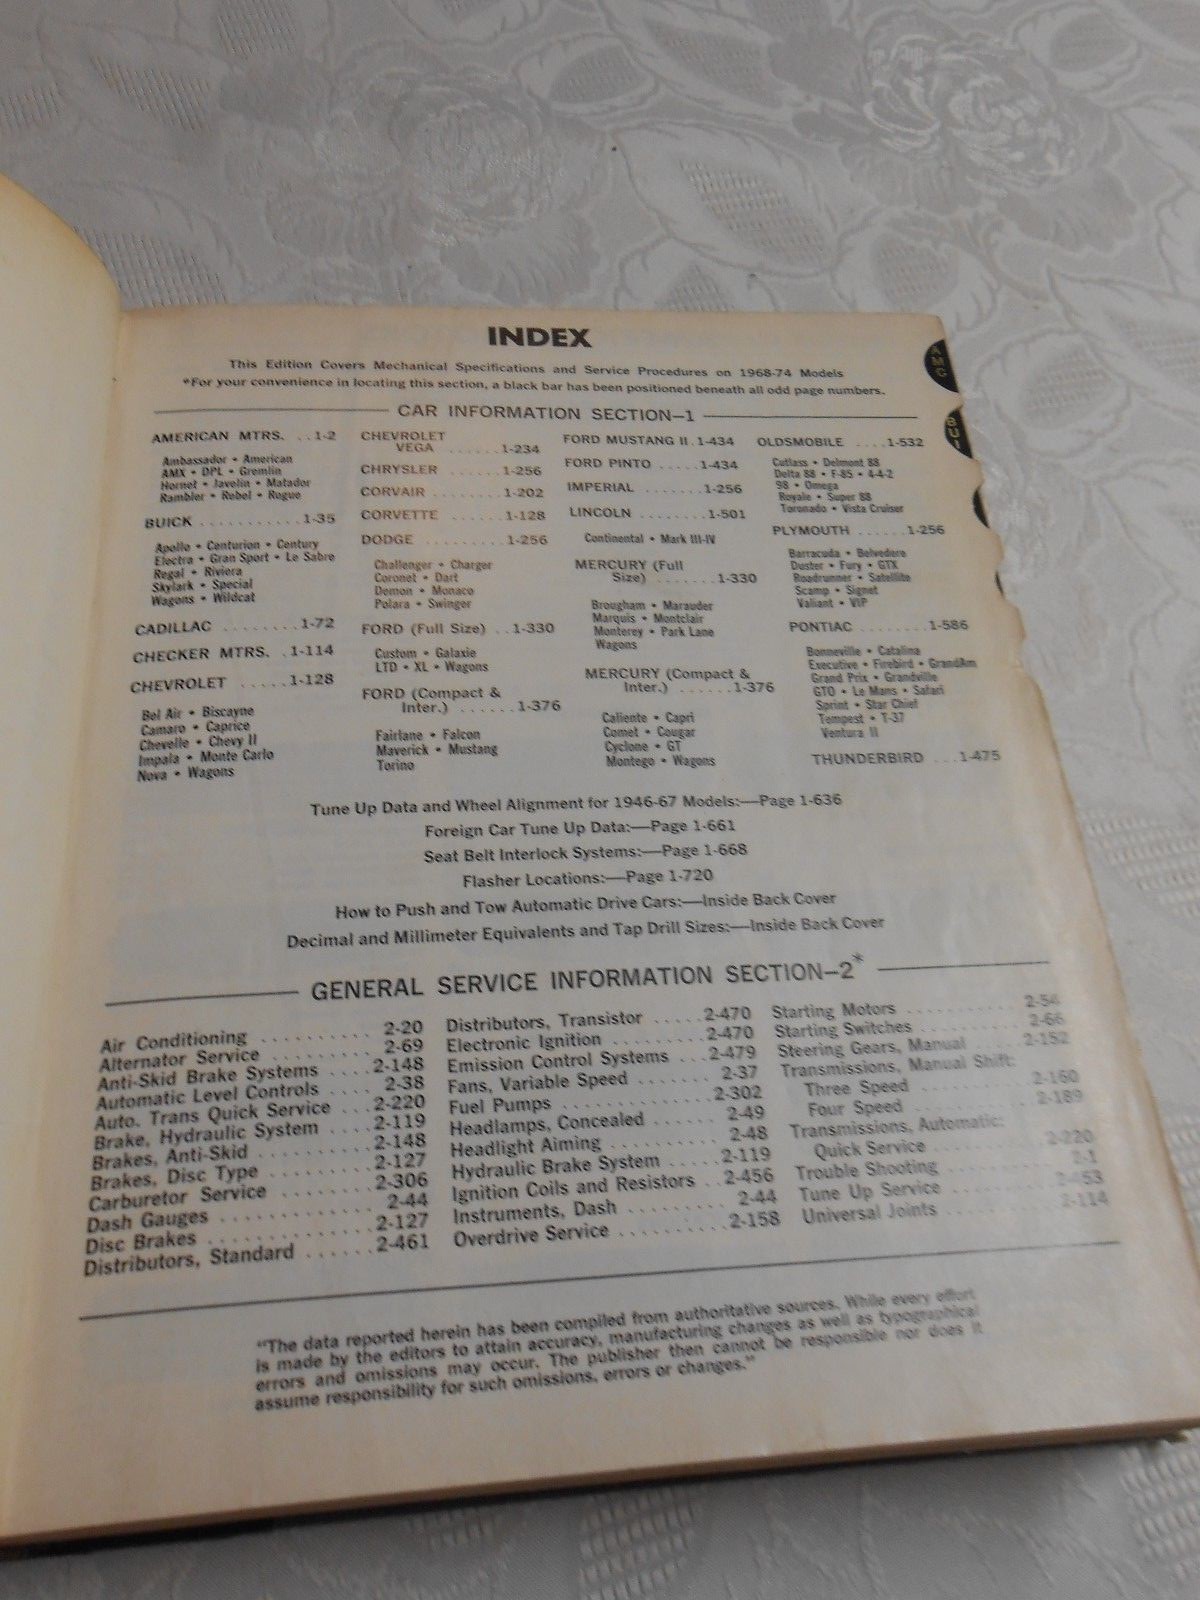 INDEX
This Edition Covers Mechanical Specifications and Service Procedures on 1968-74 Models
*For your convenience in locating this section, a black bar has been positioned beneath all odd page numbers.
CAR INFORMATION SECTION—1
AMERICAN MTRS. ..1-2
Ambassador • American
AMX • DPL • Gremlin
Hornet • Javelin • Matador
Rambler • Rebel • Rogue
BUICK ...........1-35
Apollo • Centurion • Century
Electra • Gran Sport • Le Sabre
Regal • Riviera
Skylark • Special
Wagons • Wildcat
CADILLAC ........1-72
CHECKER MTRS. .1-114
CHEVROLET .....1-128
Bel Air • Biscayne
Camaro • Caprice
Chevelle • Chevy II
Impala • Monte Carlo
Nova • Wagons
CHEVROLET
VEGA ......1-234
CHRYSLER .....1-256
CORVAIR ......1-202
CORVETTE ......1-128
DODGE .........1-256
Challenger • Charger
Coronet • Dart
Demon • Monaco
Polara • Swinger
FORD (Full Size) ..1-330
Custom • Galaxie
LTD • XL • Wagons
FORD (Compact &
Inter.) ......1-376
Fairlane • Falcon
Maverick • Mustang
Torino
FORD MUSTANG II.1-434
FORD PINTO .....1-434
IMPERIAL .......1-256
LINCOLN .......1-501
Continental • Mark III-IV
MERCURY (Full
Size) .......1-330
Brougham • Marauder
Marquis • Montclair
Monterey • Park Lane
Wagons
MERCURY (Compact &
Inter.) ......1-376
Caliente • Capri
Comet • Cougar
Cyclone • GT
Montego • Wagons
OLDSMOBILE ....1-532
Cutlass • Delmont 88
Delta 88 • F-85 • 4-4-2
98 • Omega
Royale • Super 88
Toronado • Vista Cruiser
PLYMOUTH ......1-256
Barracuda • Belvedere
Duster • Fury • GTX
Roadrunner • Satellite
Scamp • Signet
Valiant • VIP
PONTIAC ........1-586
Bonneville • Catalina
Executive • Firebird • GrandAm
Grand Prix • Grandville
GTO • Le Mans • Safari
Sprint • Star Chief
Tempest • T-37
Ventura II
THUNDERBIRD ...1-475
AMC
BUI
Tune Up Data and Wheel Alignment for 1946-67 Models:—Page 1-636
Foreign Car Tune Up Data:—Page 1-661
Seat Belt Interlock Systems:—Page 1-668
Flasher Locations:—Page 1-720
How to Push and Tow Automatic Drive Cars:—Inside Back Cover
Decimal and Millimeter Equivalents and Tap Drill Sizes:—Inside Back Cover
GENERAL SERVICE INFORMATION SECTION—2*
Air Conditioning .......... 2-20
Alternator Service ......... 2-69
Anti-Skid Brake Systems ....2-148
Automatic Level Controls .... 2-38
Auto. Trans Quick Service ...2-220
Brake, Hydraulic System ....2-119
Brakes, Anti-Skid ..........2-148
Brakes, Disc Type ..........2-127
Carburetor Service ........2-306
Dash Gauges ............. 2-44
Disc Brakes ..............2-127
Distributors, Standard ......2-461
Distributors, Transistor .....2-470
Electronic Ignition .........2-470
Emission Control Systems ...2-479
Fans, Variable Speed ....... 2-37
Fuel Pumps .............2-302
Headlamps, Concealed ...... 2-49
Headlight Aiming .......... 2-48
Hydraulic Brake System .....2-119
Ignition Coils and Resistors ..2-456
Instruments, Dash ......... 2-44
Overdrive Service .........2-158
Starting Motors .......... 2-54
Starting Switches ......... 2-66
Steering Gears, Manual .....2-152
Transmissions, Manual Shift:
Three Speed ............2-160
Four Speed ............2-189
Transmissions, Automatic:
Quick Service ..........2-220
Trouble Shooting .......... 2-1
Tune Up Service ..........
Universal Joints ..........2-114
"The data reported herein has been compiled from authoritative sources. While every effort
is made by the editors to attain accuracy, manufacturing changes as well as typographical
errors and omissions may occur. The publisher then cannot be responsible nor does it
assume responsibility for such omissions, errors or changes."